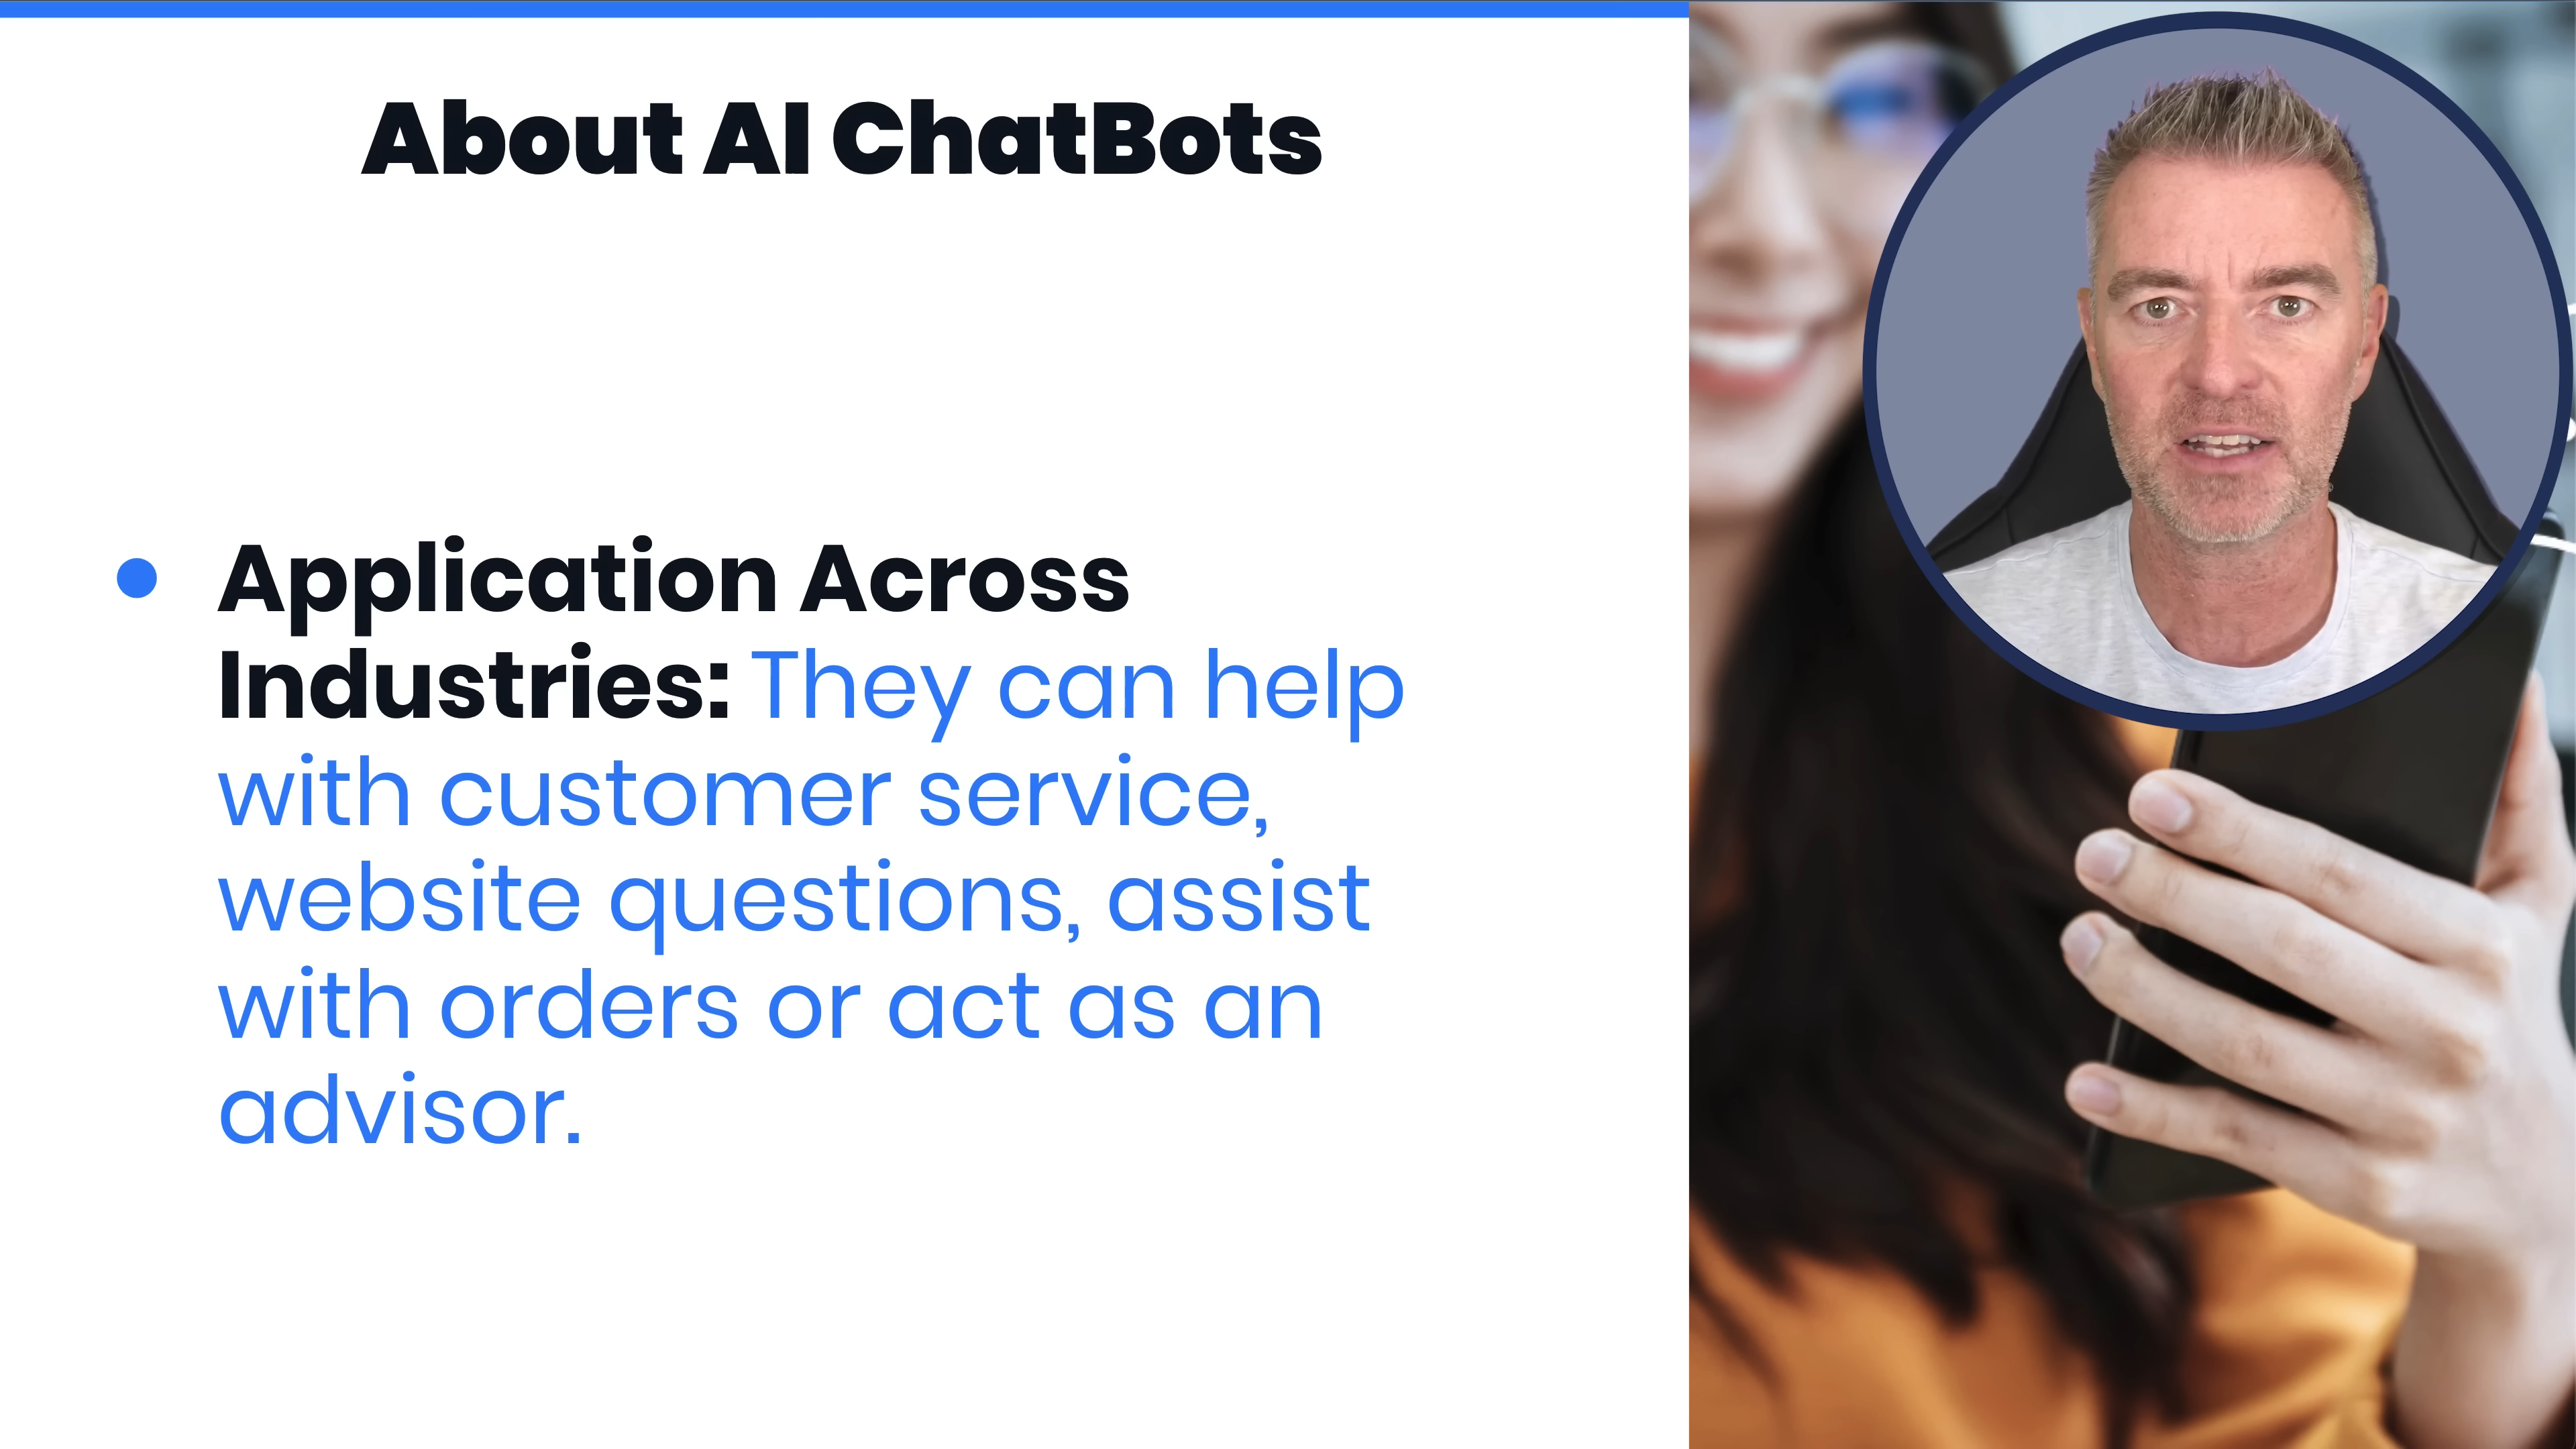 About AI ChatBots
Application Across
Industries: They can help
with customer service,
website questions, assist
with orders or act as an
advisor.